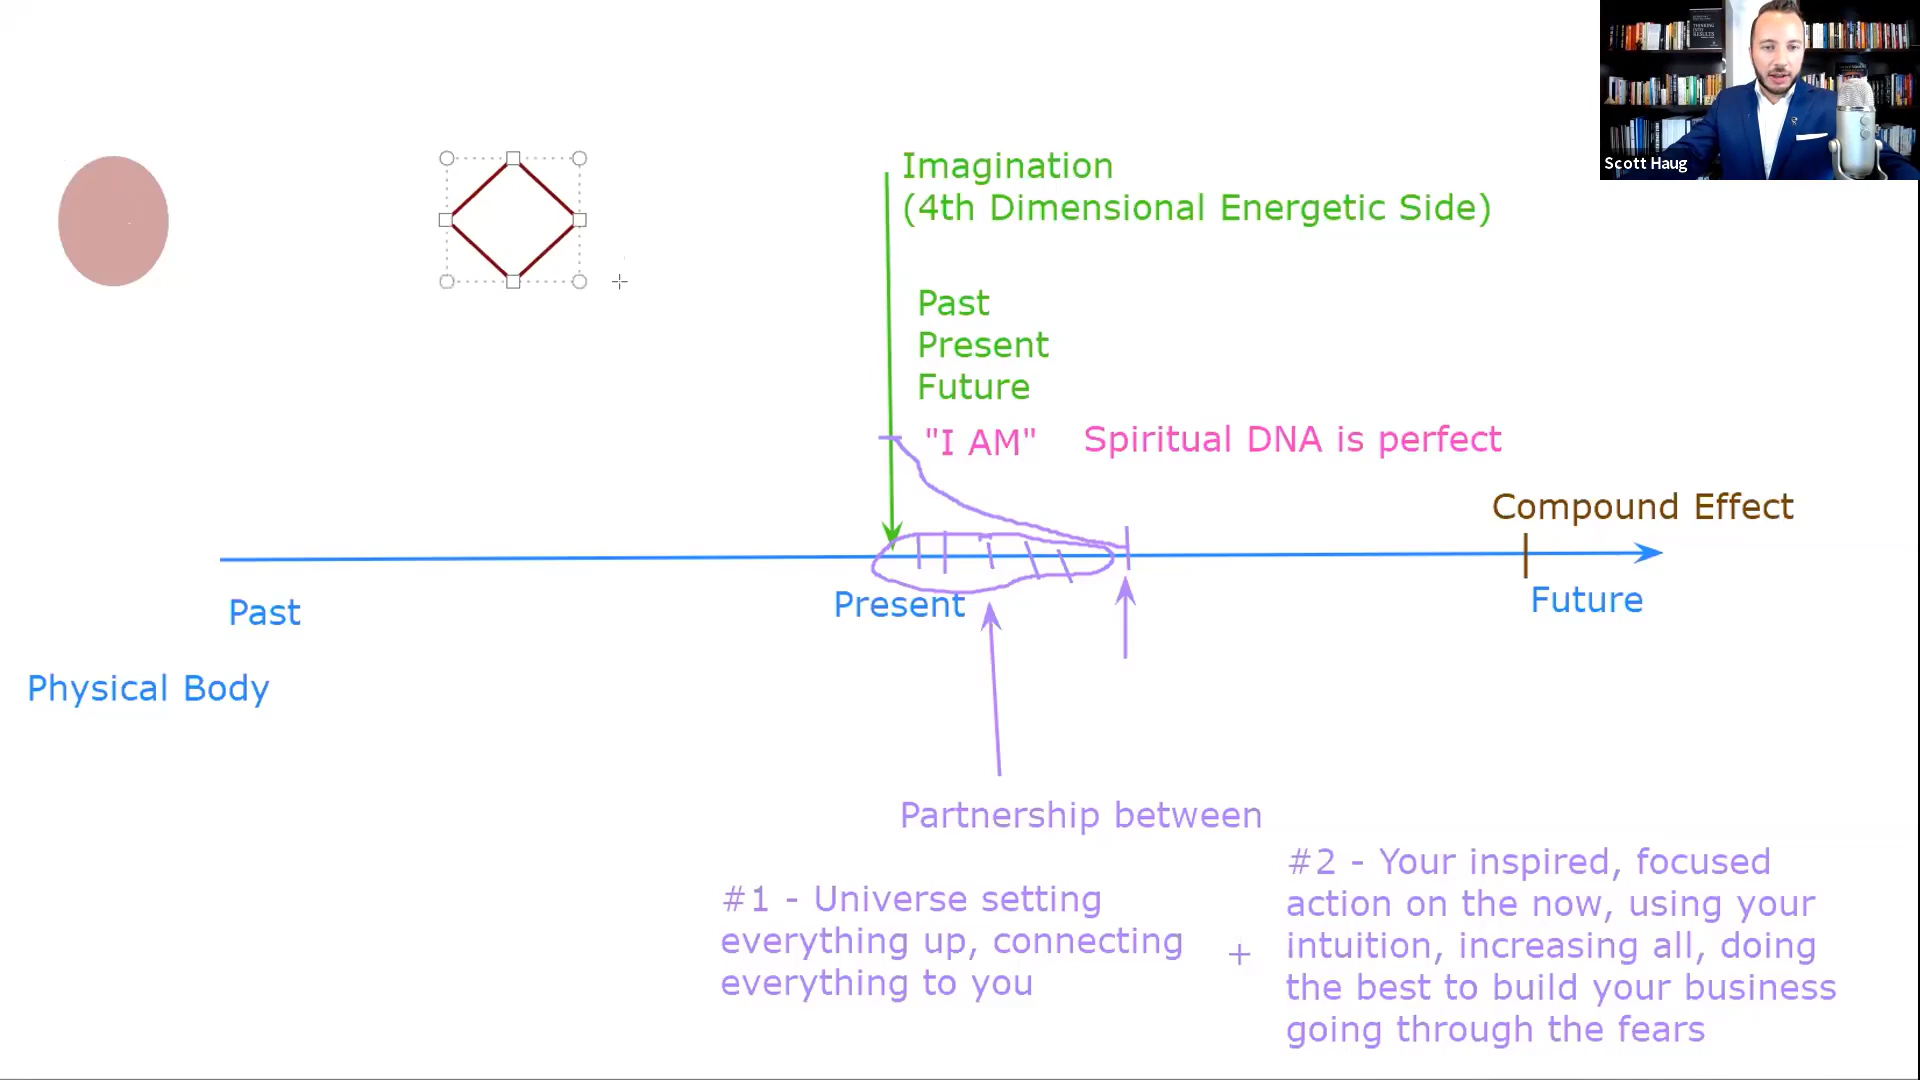 Scott Haug
Imagination
(4th Dimensional Energetic Side)
Past
Present
Future
"I AM" Spiritual DNA is perfect
Compound Effect
Past
Present
Future
Physical Body
Partnership between
#1 - Universe setting
everything up, connecting
everything to you
+
#2 - Your inspired, focused
action on the now, using your
intuition, increasing all, doing
the best to build your business
going through the fears
THINKING
INTO
RESULTS